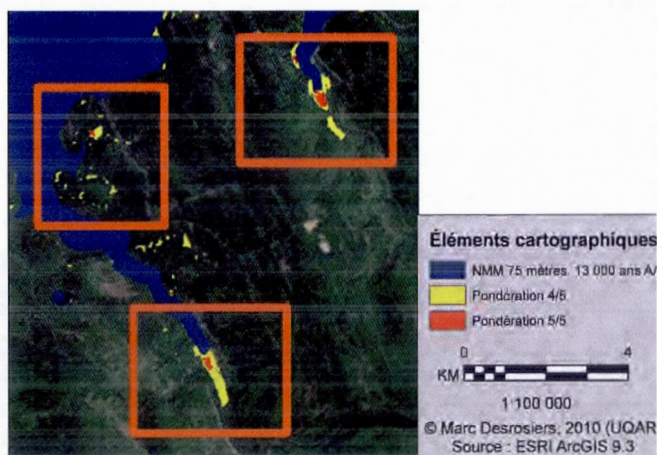 Éléments cartographiques
NMM 75 mètres. 13 000 ans A/
Pondération 4/5
Pondération 5/5
0 4
KM
1:100 000
© Marc Desrosiers, 2010 (UQAR
Source : ESRI ArcGIS 9.3